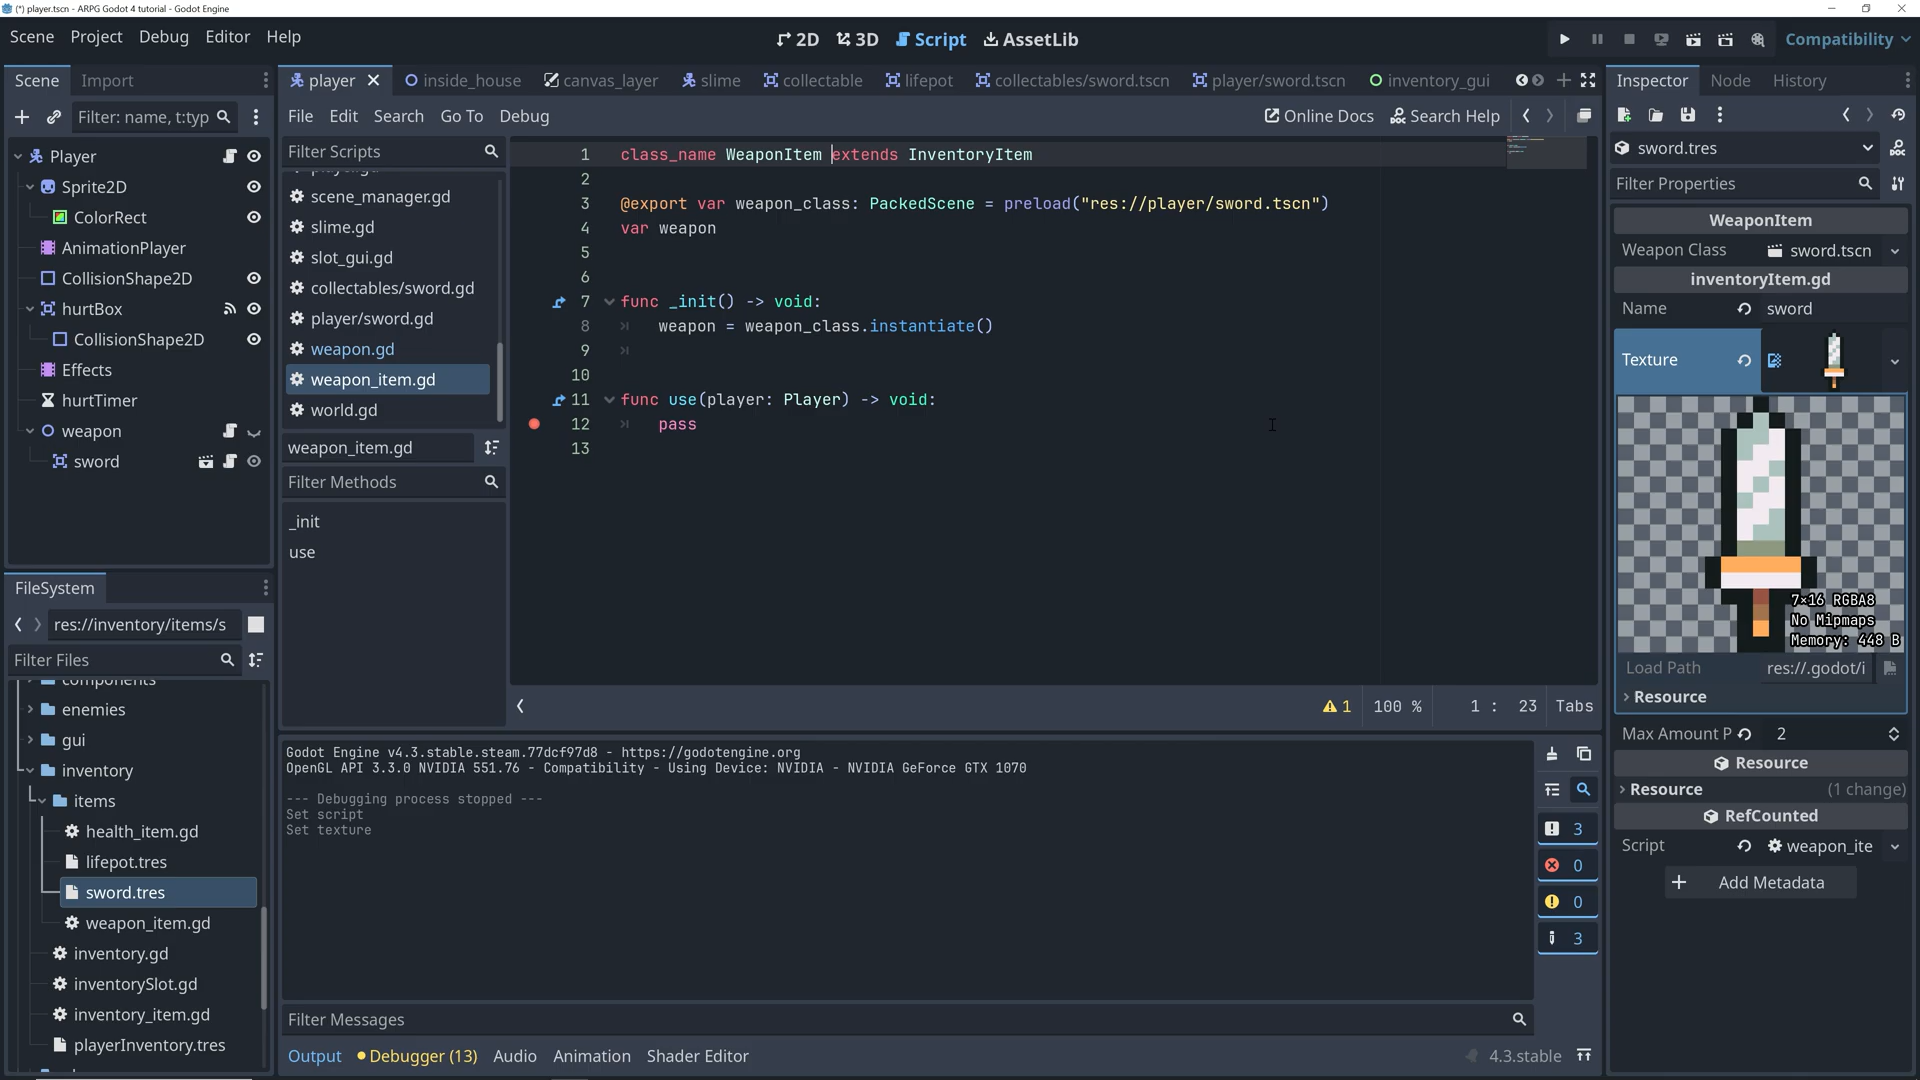 (*) player.tscn - ARPG Godot 4 tutorial - Godot Engine
Scene Project Debug Editor Help
2D 3D Script AssetLib
Compatibility
Scene Import
Filter: name, t:typ
Player
Sprite2D
ColorRect
AnimationPlayer
CollisionShape2D
hurtBox
CollisionShape2D
Effects
hurtTimer
weapon
sword
FileSystem
res://inventory/items/s
Filter Files
enemies
gui
inventory
items
health_item.gd
lifepot.tres
sword.tres
weapon_item.gd
inventory.gd
inventorySlot.gd
inventory_item.gd
playerInventory.tres
player inside_house canvas_layer slime collectable lifepot collectables/sword.tscn player/sword.tscn inventory_gui
File Edit Search Go To Debug
Online Docs Search Help
Filter Scripts
scene_manager.gd
slime.gd
slot_gui.gd
collectables/sword.gd
player/sword.gd
weapon.gd
weapon_item.gd
world.gd
weapon_item.gd
Filter Methods
_init
use
1 class_name WeaponItem extends InventoryItem
2
3 @export var weapon_class: PackedScene = preload("res://player/sword.tscn")
4 var weapon
5
6
7 func _init() -> void:
8 weapon = weapon_class.instantiate()
9
10
11 func use(player: Player) -> void:
12 pass
13
1 100 % 1 : 23 Tabs
Godot Engine v4.3.stable.steam.77dcf97d8 - https://godotengine.org
OpenGL API 3.3.0 NVIDIA 551.76 - Compatibility - Using Device: NVIDIA - NVIDIA GeForce GTX 1070
--- Debugging process stopped ---
Set script
Set texture
3
0
0
3
Filter Messages
Output Debugger (13) Audio Animation Shader Editor
4.3.stable
Inspector Node History
sword.tres
Filter Properties
WeaponItem
Weapon Class sword.tscn
inventoryItem.gd
Name sword
Texture
7×16 RGBA8
No Mipmaps
Memory: 448 B
Load Path res://.godot/i
Resource
Max Amount P 2
Resource
Resource (1 change)
RefCounted
Script weapon_ite
Add Metadata